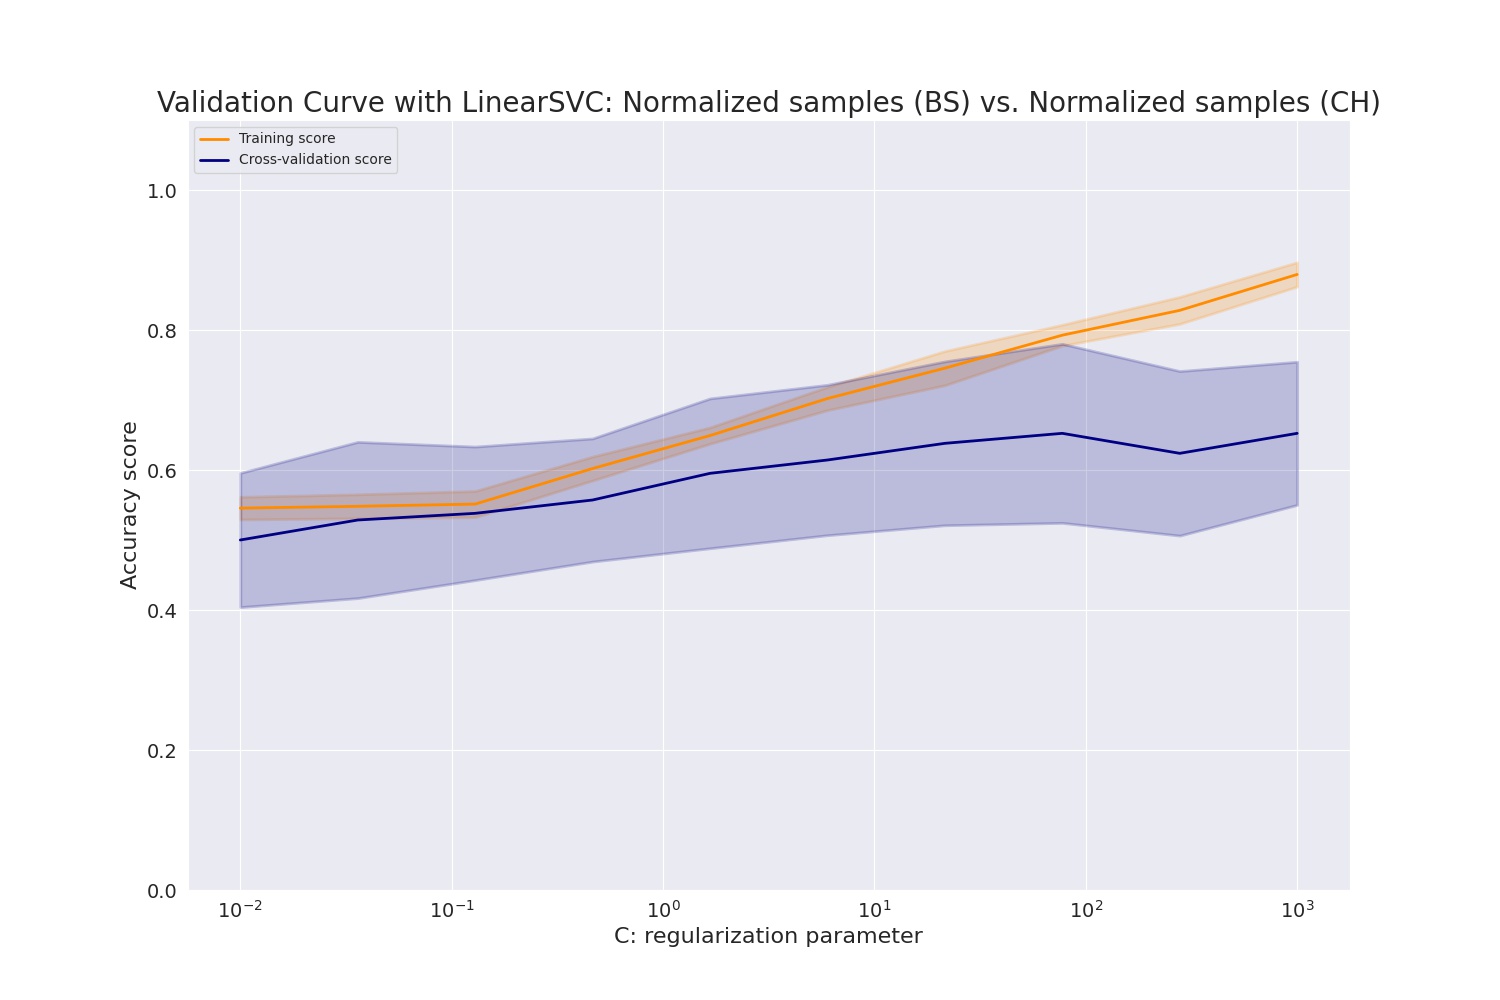 Validation Curve with LinearSVC: Normalized samples (BS) vs. Normalized samples (CH)
Training score
Cross-validation score
1.0
0.8
0.6
0.4
0.2
0.0
Accuracy score
10⁻² 10⁻¹ 10⁰ 10¹ 10² 10³
C: regularization parameter